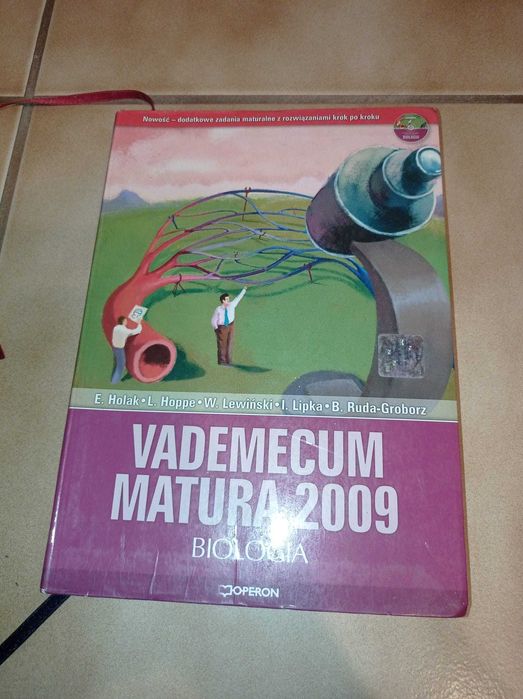 Nowość – dodatkowe zadania maturalne z rozwiązaniami krok po kroku
E. Holak • L. Hoppe • W. Lewiński • I. Lipka • B. Ruda-Groborz
VADEMECUM
MATURA 2009
BIOLOGIA
OPERON